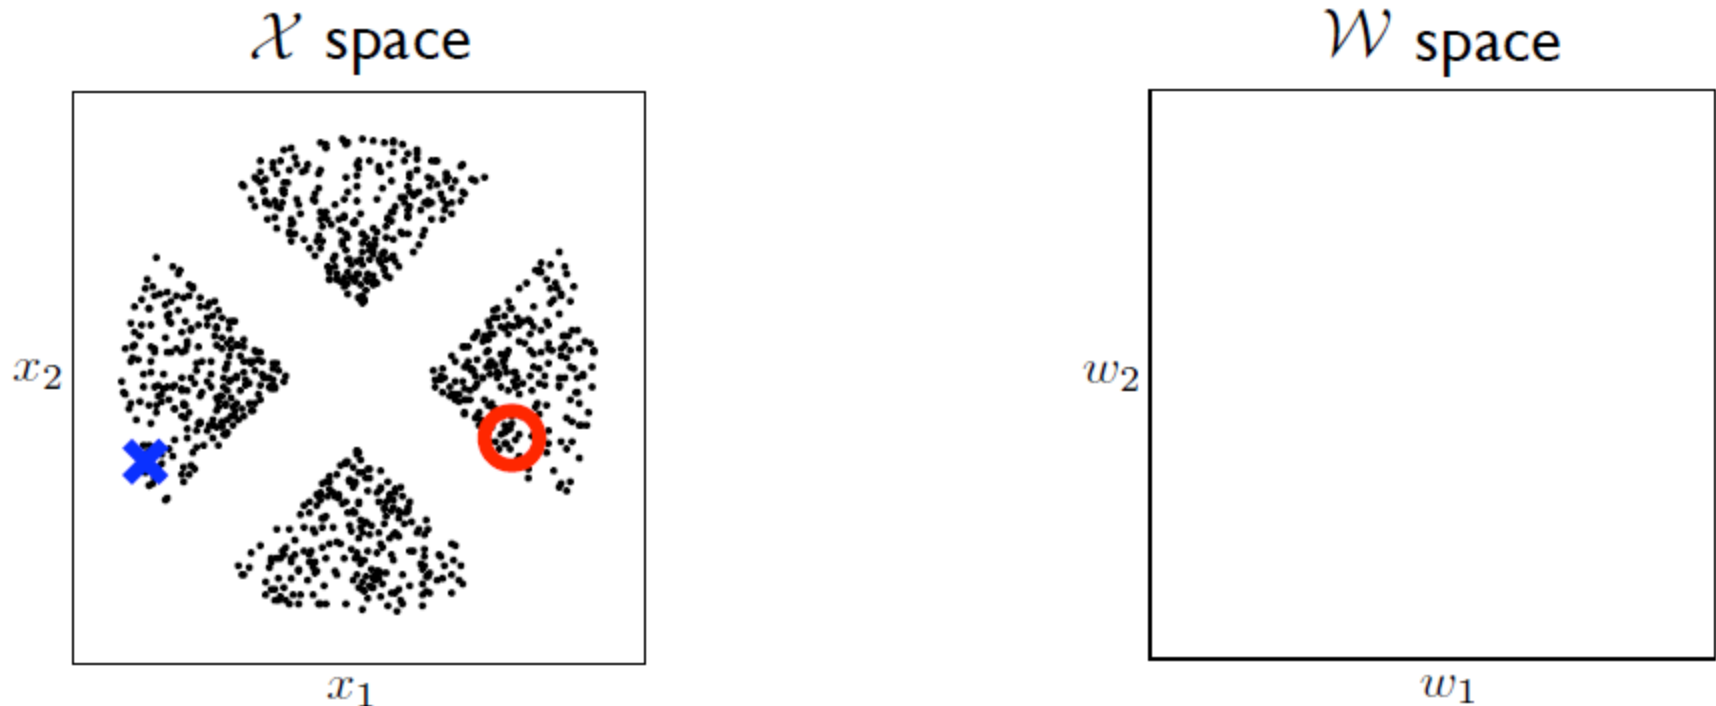 𝒳 space
𝒲 space
x₂
w₂
x₁
w₁